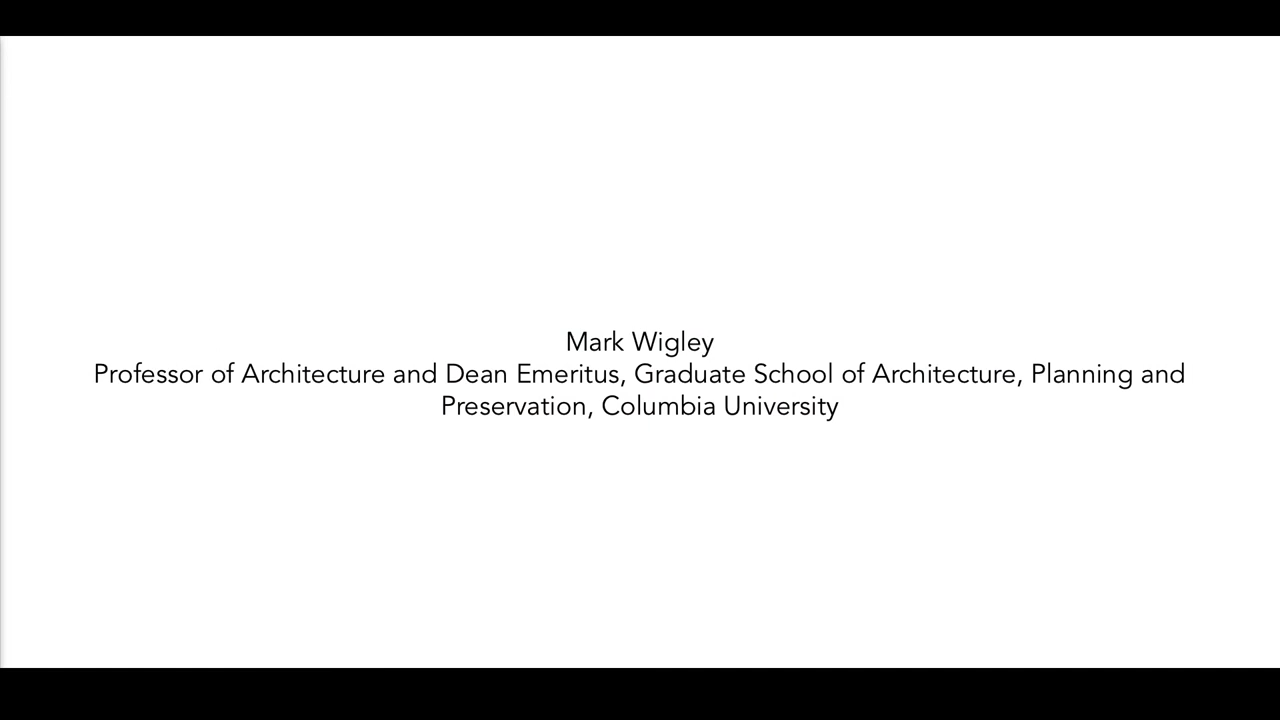 Mark Wigley
Professor of Architecture and Dean Emeritus, Graduate School of Architecture, Planning and
Preservation, Columbia University